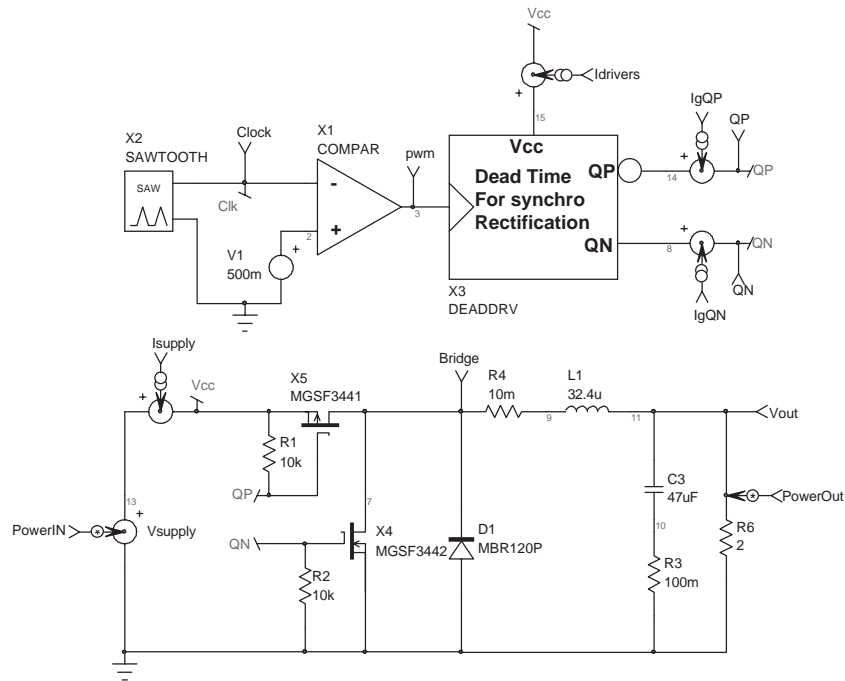 Vcc
Idrivers
+
15
IgQP
QP
X2
SAWTOOTH
Clock
X1
COMPAR
pwm
Vcc
Dead Time
For synchro
Rectification
QP
QN
+
14
QP
SAW
Clk
-
+
2
3
+
V1
500m
+
8
QN
QN
IgQN
X3
DEADDRV
Isupply
+
Vcc
X5
MGSF3441
Bridge
R4
10m
L1
32.4u
9
11
Vout
R1
10k
QP
13
+
PowerIN
Vsupply
QN
7
X4
MGSF3442
R2
10k
D1
MBR120P
C3
47uF
PowerOut
10
R6
2
R3
100m